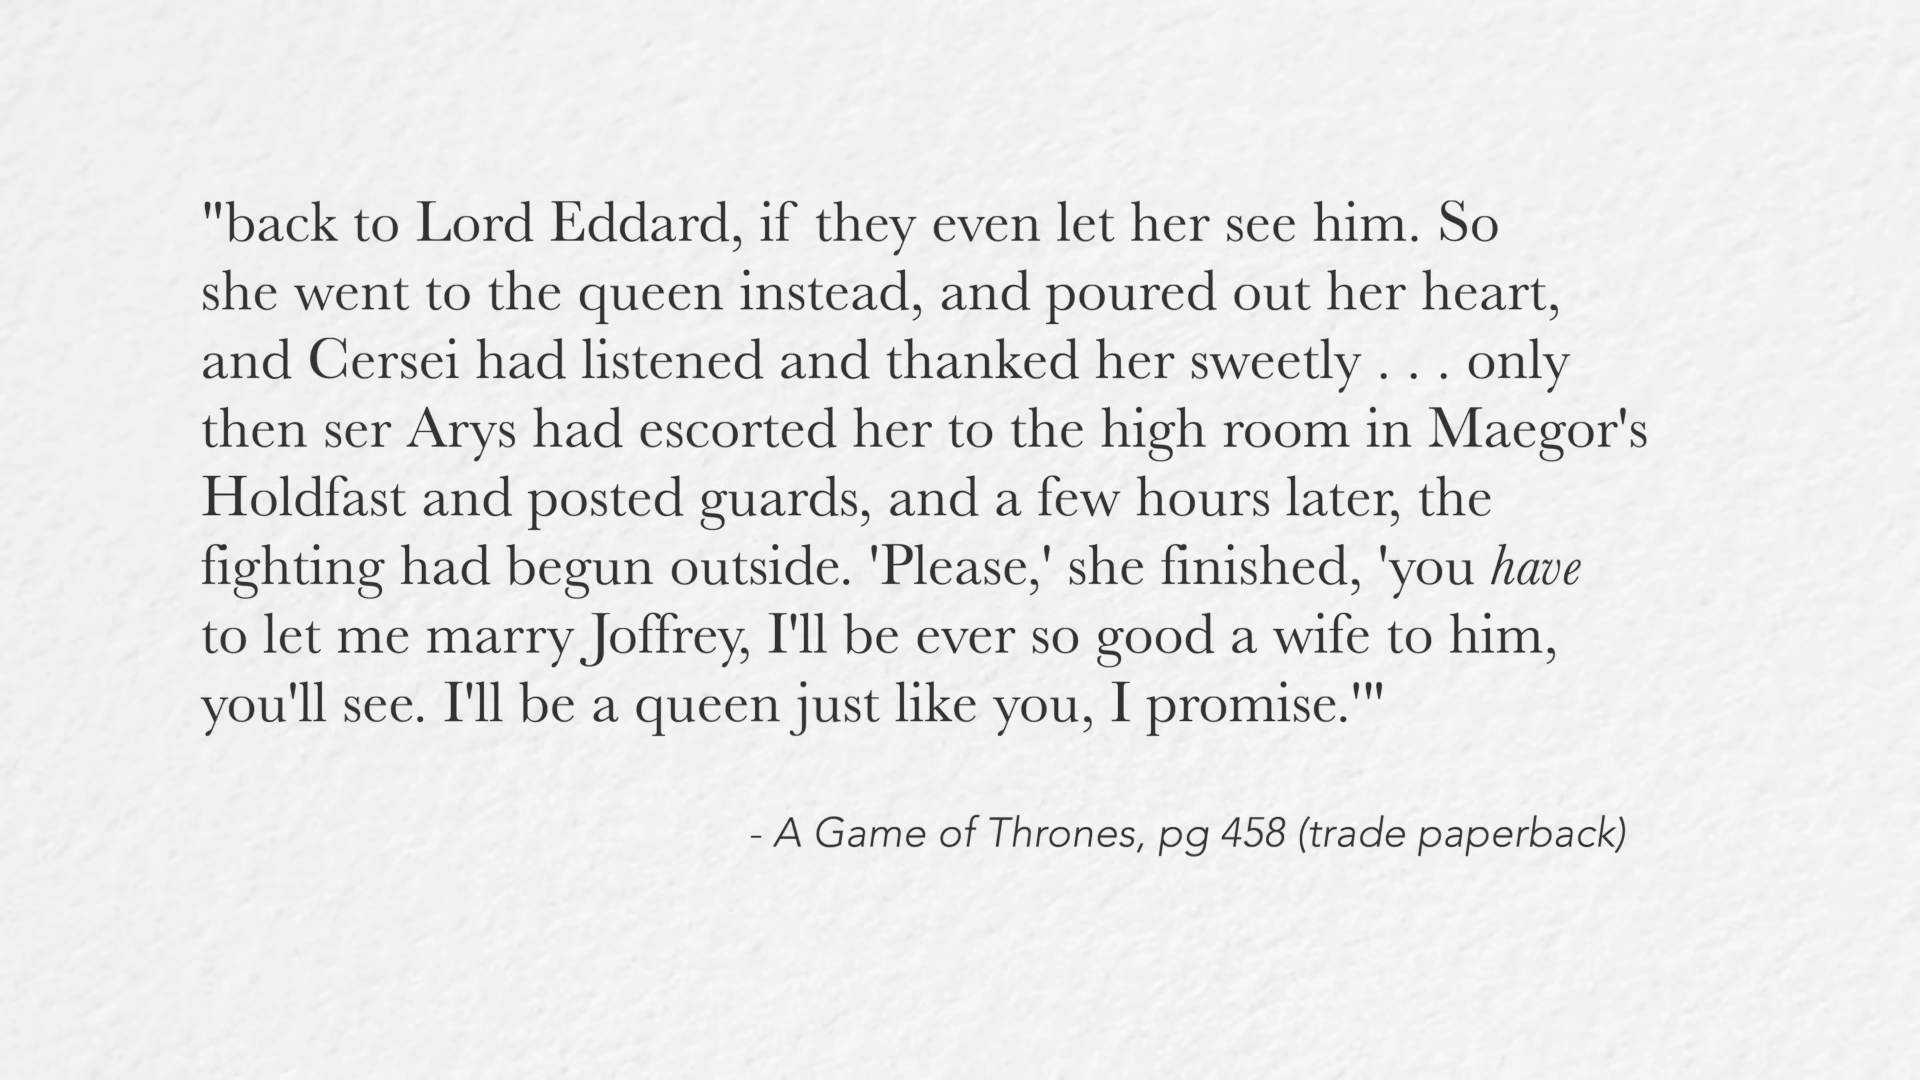 "back to Lord Eddard, if they even let her see him. So
she went to the queen instead, and poured out her heart,
and Cersei had listened and thanked her sweetly . . . only
then ser Arys had escorted her to the high room in Maegor's
Holdfast and posted guards, and a few hours later, the
fighting had begun outside. 'Please,' she finished, 'you have
to let me marry Joffrey, I'll be ever so good a wife to him,
you'll see. I'll be a queen just like you, I promise.'"
- A Game of Thrones, pg 458 (trade paperback)